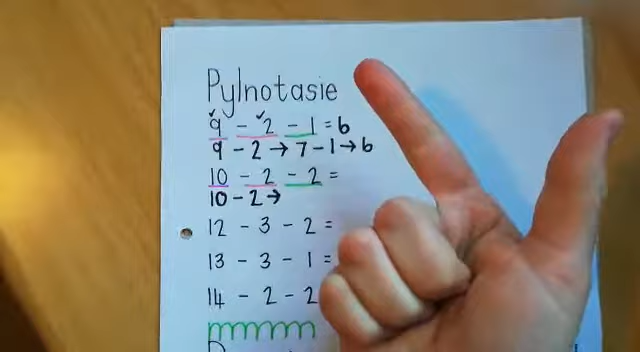 Pylnotasie
9 - 2 - 1 = 6
9 - 2 → 7 - 1 → 6
10 - 2 - 2 =
10 - 2 →
12 - 3 - 2 =
13 - 3 - 1 =
14 - 2 - 2